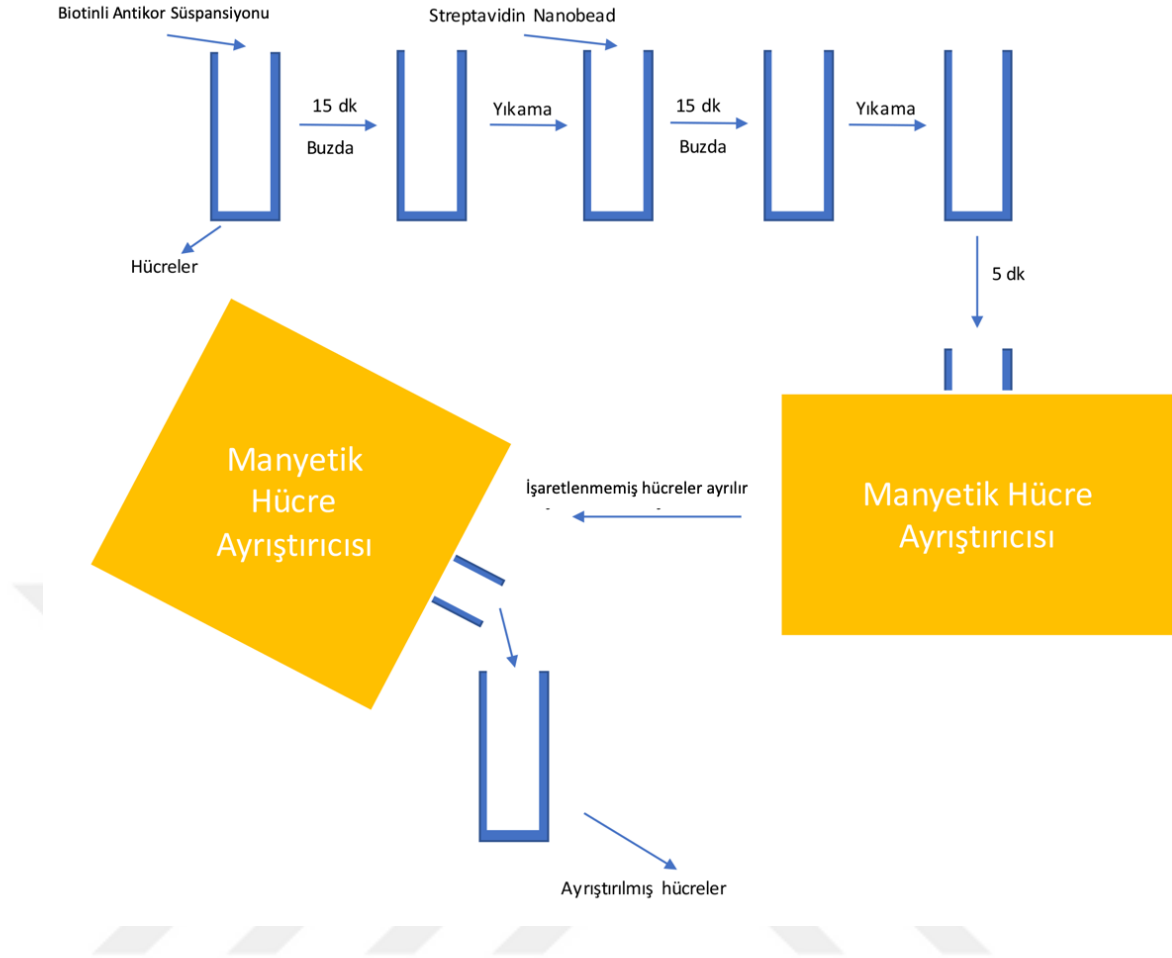 Biotinli Antikor Süspansiyonu
Streptavidin Nanobead
15 dk
Buzda
Yıkama
15 dk
Buzda
Yıkama
Hücreler
5 dk
Manyetik
Hücre
Ayrıştırıcısı
İşaretlenmemiş hücreler ayrılır
Manyetik Hücre
Ayrıştırıcısı
Ayrıştırılmış hücreler